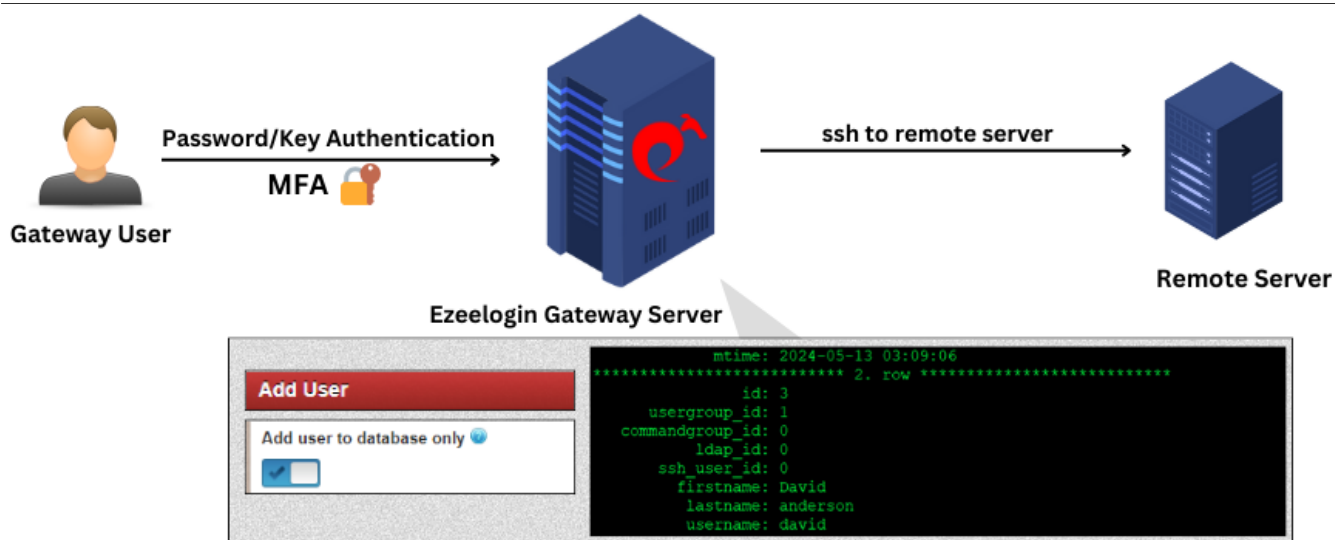 Password/Key Authentication
MFA
ssh to remote server
Gateway User
Remote Server
Ezeelogin Gateway Server
Add User
Add user to database only
mtime: 2024-05-13 03:09:06
*************************** 2. row ***************************
id: 3
usergroup_id: 1
commandgroup_id: 0
ldap_id: 0
ssh_user_id: 0
firstname: David
lastname: anderson
username: david